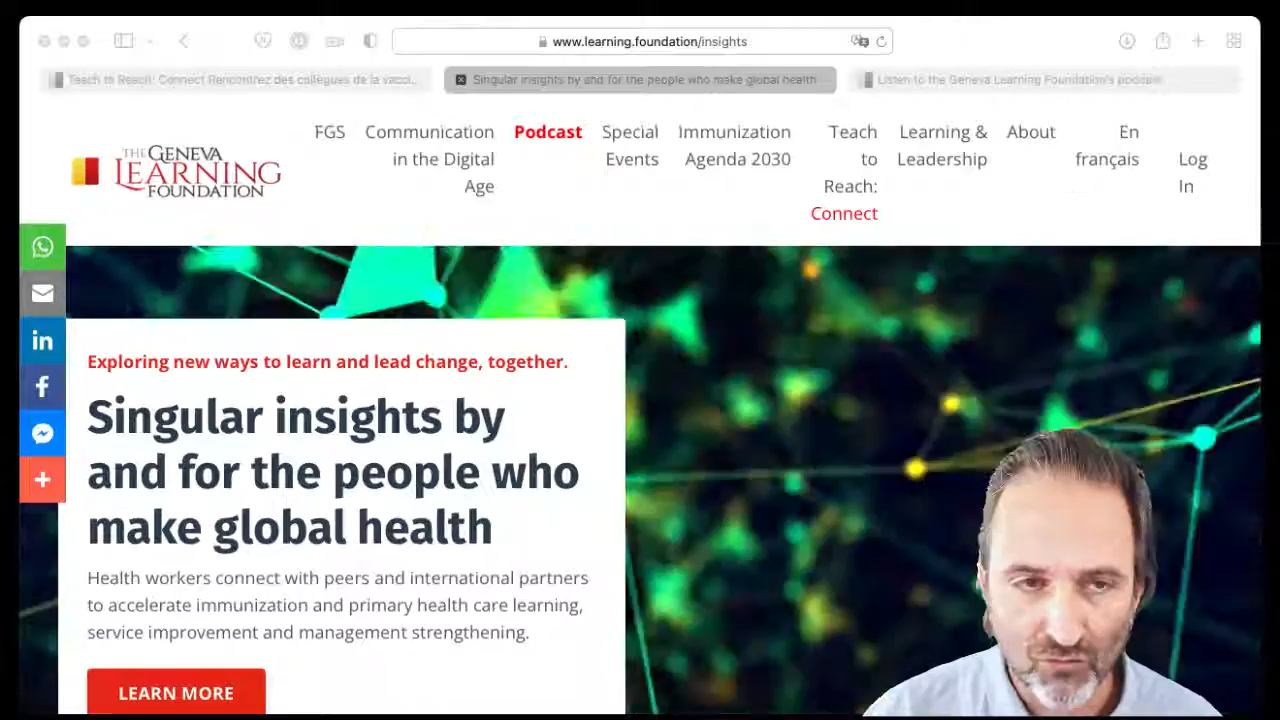 www.learning.foundation/insights
Teach to Reach: Connect Rencontrez des collègues de la vacci...
Singular insights by and for the people who make global health
Listen to the Geneva Learning Foundation's podcasts
THE GENEVA
LEARNING
FOUNDATION
FGS
Communication
in the Digital
Age
Podcast
Special
Events
Immunization
Agenda 2030
Teach
to
Reach:
Connect
Learning &
Leadership
About
En
français
Log
In
in
f
Exploring new ways to learn and lead change, together.
Singular insights by
and for the people who
make global health
Health workers connect with peers and international partners
to accelerate immunization and primary health care learning,
service improvement and management strengthening.
LEARN MORE